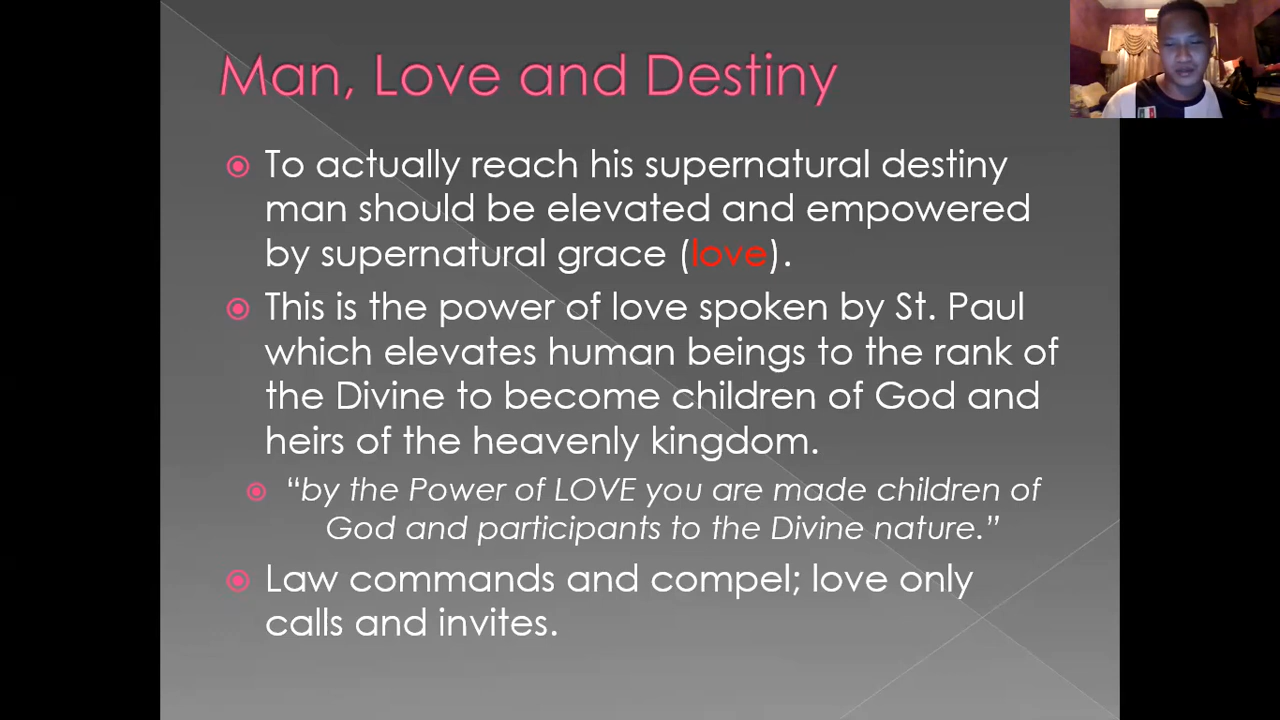 Man, Love and Destiny
To actually reach his supernatural destiny
man should be elevated and empowered
by supernatural grace (love).
This is the power of love spoken by St. Paul
which elevates human beings to the rank of
the Divine to become children of God and
heirs of the heavenly kingdom.
“by the Power of LOVE you are made children of
God and participants to the Divine nature.”
Law commands and compel; love only
calls and invites.